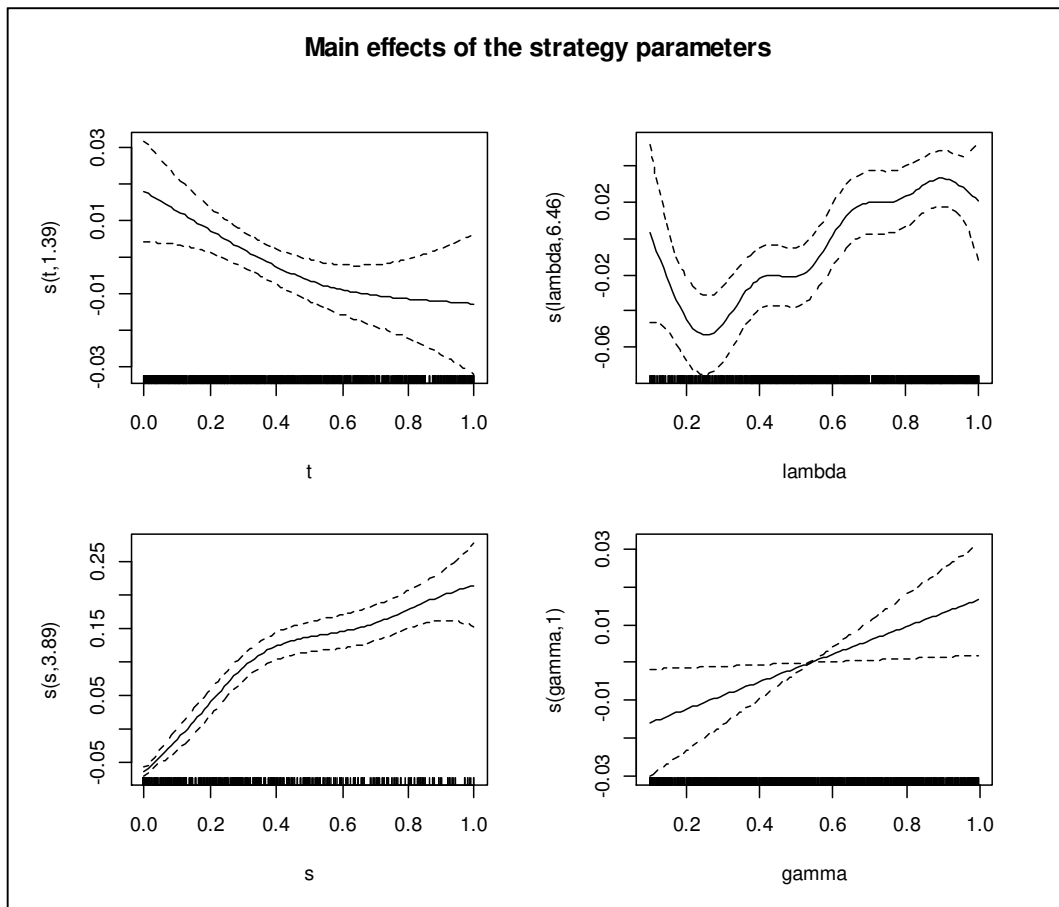 Main effects of the strategy parameters
s(t,1.39)
0.03
0.01
-0.01
-0.03
0.0 0.2 0.4 0.6 0.8 1.0
t
s(lambda,6.46)
0.02
-0.02
-0.06
0.2 0.4 0.6 0.8 1.0
lambda
s(s,3.89)
0.25
0.15
0.05
-0.05
0.0 0.2 0.4 0.6 0.8 1.0
s
s(gamma,1)
0.03
0.01
-0.01
-0.03
0.2 0.4 0.6 0.8 1.0
gamma